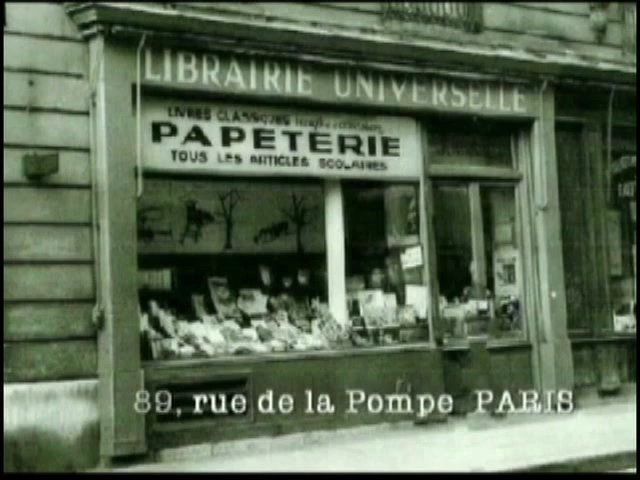 LIBRAIRIE UNIVERSELLE
LIVRES CLASSIQUES
PAPETERIE
TOUS LES ARTICLES SCOLAIRES
89, rue de la Pompe PARIS